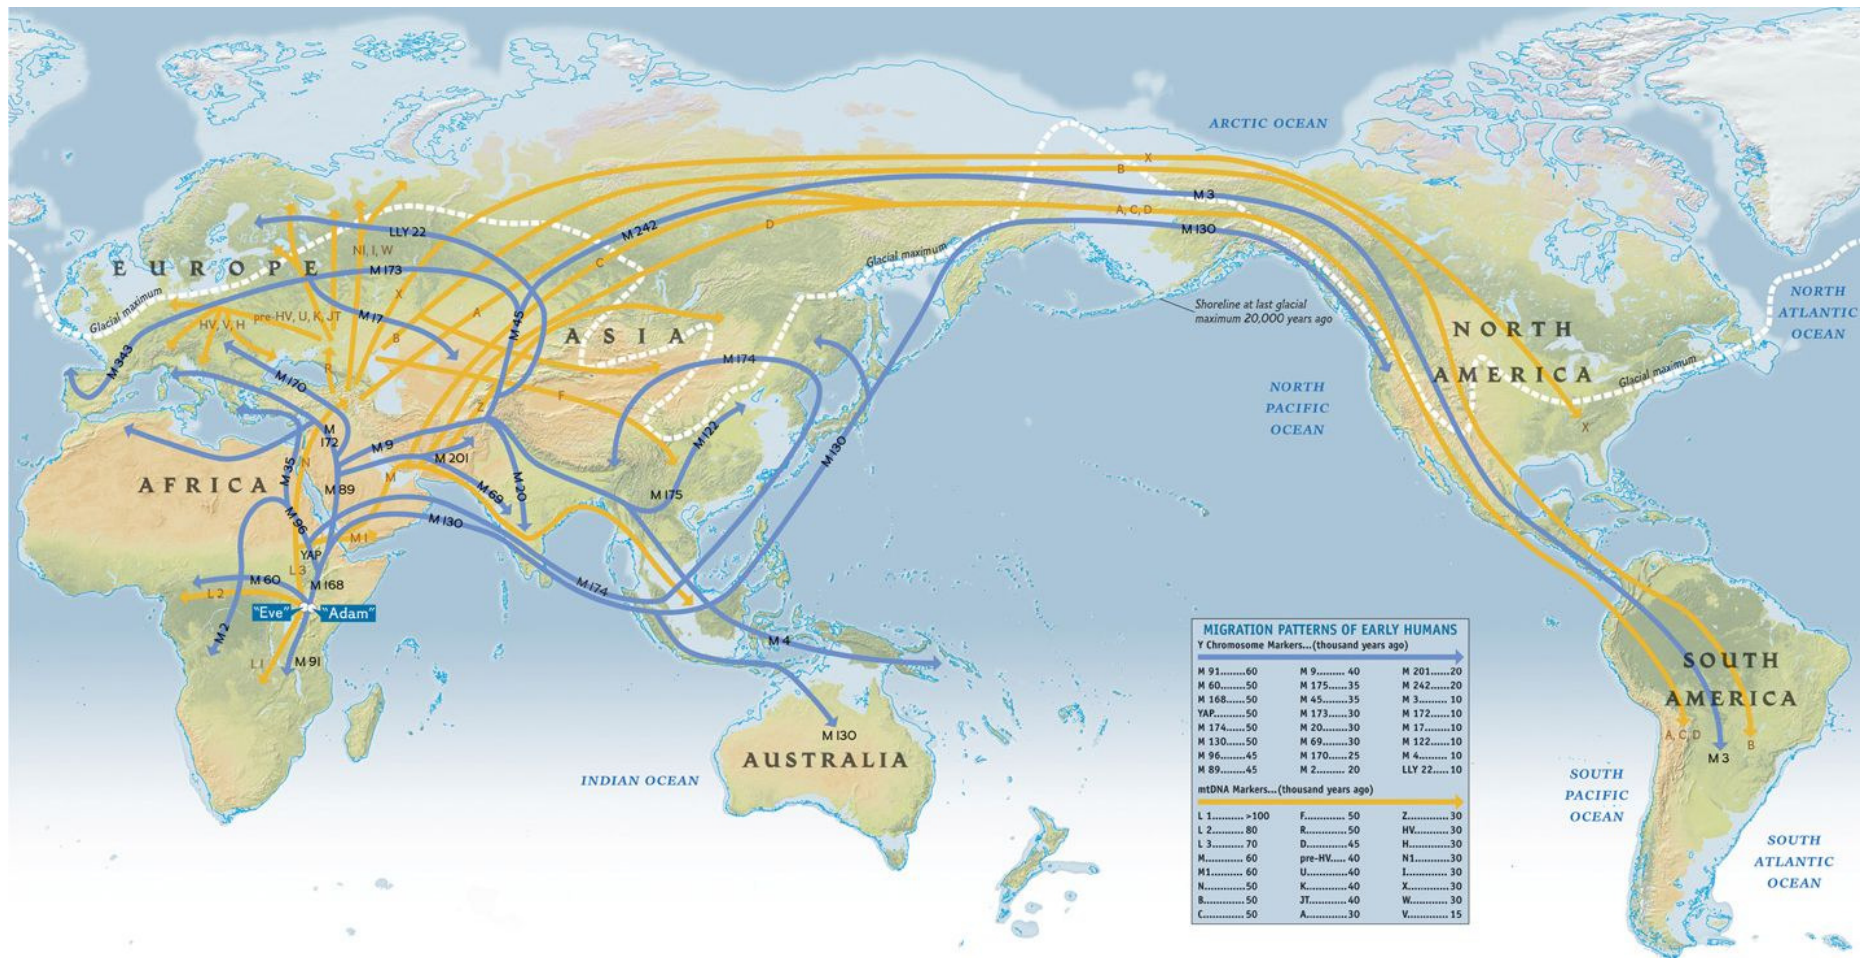 ARCTIC OCEAN
X
B
M 3
A, C, D
M 130
M 242
D
LLY 22
NI, I, W
C
M 173
EUROPE
Glacial maximum
Glacial maximum
X
A
M 17
M 45
B
HV, V, H
pre-HV, U, K, JT
M 343
M 170
R
ASIA
M 174
F
Z
Shoreline at last glacial
maximum 20,000 years ago
NORTH
AMERICA
Glacial maximum
NORTH
ATLANTIC
OCEAN
NORTH
PACIFIC
OCEAN
X
M
172
M 9
M 201
M 35
N
M
M 89
M 69
M 20
M 122
M 175
M 130
AFRICA
M 96
M 130
M 1
YAP
L 3
M 168
M 60
L 2
"Eve"
"Adam"
M 2
L 1
M 91
M 174
M 4
M 130
AUSTRALIA
INDIAN OCEAN
SOUTH
AMERICA
A, C, D
B
M 3
SOUTH
PACIFIC
OCEAN
SOUTH
ATLANTIC
OCEAN
MIGRATION PATTERNS OF EARLY HUMANS
Y Chromosome Markers...(thousand years ago)
M 91........60 M 9......... 40 M 201......20
M 60........50 M 175......35 M 242......20
M 168......50 M 45........35 M 3......... 10
YAP.........50 M 173......30 M 172......10
M 174......50 M 20........30 M 17........10
M 130......50 M 69........30 M 122......10
M 96........45 M 170......25 M 4......... 10
M 89........45 M 2......... 20 LLY 22.....10
mtDNA Markers...(thousand years ago)
L 1.......... >100 F............. 50 Z.............30
L 2.......... 80 R.............50 HV...........30
L 3.......... 70 D.............45 H.............30
M............ 60 pre-HV..... 40 N1...........30
M1.......... 60 U.............40 I.............. 30
N.............50 K.............40 X............. 30
B.............50 JT............ 40 W............ 30
C.............50 A.............30 V............. 15